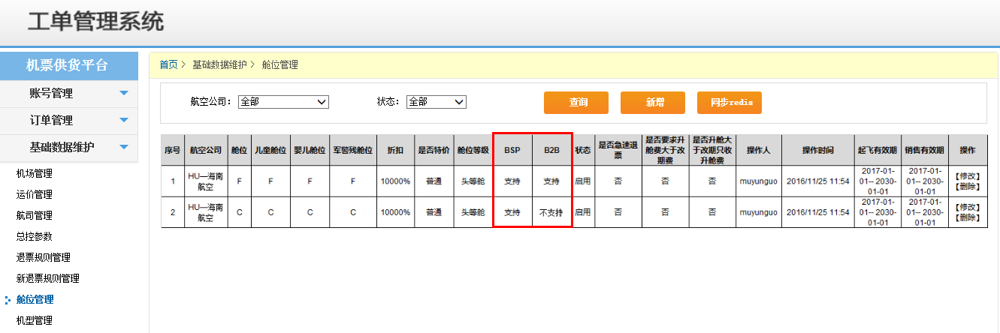 工单管理系统
机票供货平台
账号管理
订单管理
基础数据维护
机场管理
运价管理
航司管理
总控参数
退票规则管理
新退票规则管理
舱位管理
机型管理
首页 > 基础数据维护 > 舱位管理
航空公司: 全部 状态: 全部 查询 新增 同步redis
序号 航空公司 舱位 儿童舱位 婴儿舱位 军警残舱位 折扣 是否特价 舱位等级 BSP B2B 状态 是否急速退票 是否要求升舱费大于改期费 是否升舱大于改期只收升舱费 操作人 操作时间 起飞有效期 销售有效期 操作
1 HU—海南航空 F F F F 10000% 普通 头等舱 支持 支持 启用 否 否 否 muyunguo 2016/11/25 11:54 2017-01-01-- 2030-01-01 2017-01-01-- 2030-01-01 【修改】【删除】
2 HU—海南航空 C C C C 10000% 普通 头等舱 支持 不支持 启用 否 否 否 muyunguo 2016/11/25 11:54 2017-01-01-- 2030-01-01 2017-01-01-- 2030-01-01 【修改】【删除】